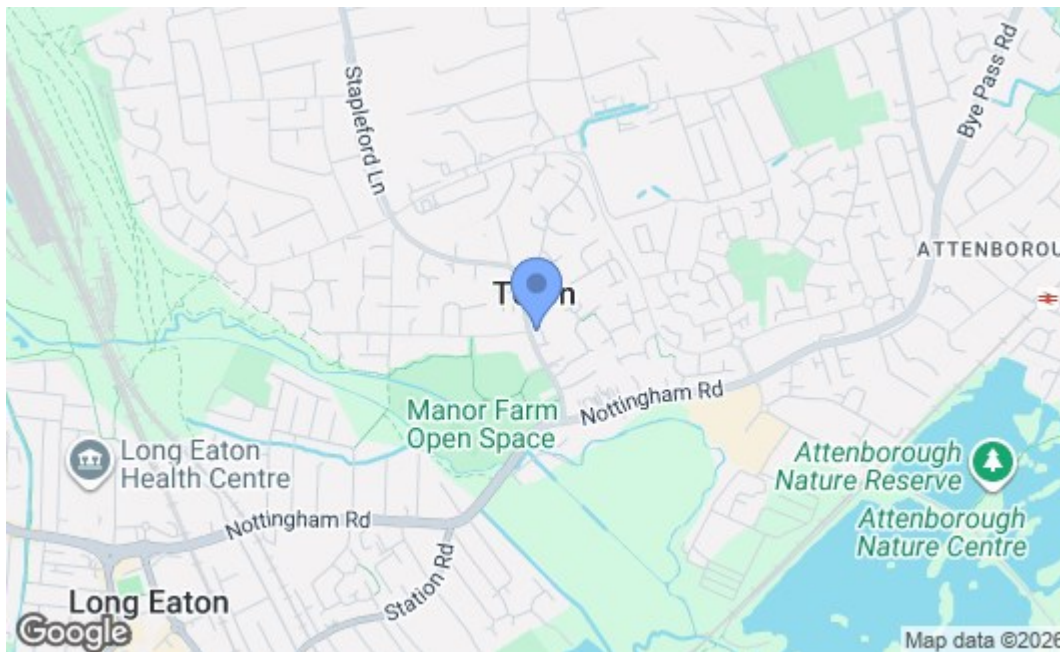 Stapleford Ln
Bye Pass Rd
ATTENBOROU
Nottingham Rd
Manor Farm
Open Space
Long Eaton
Health Centre
Attenborough
Nature Reserve
Attenborough
Nature Centre
Nottingham Rd
Station Rd
Long Eaton
Google
Map data ©2026